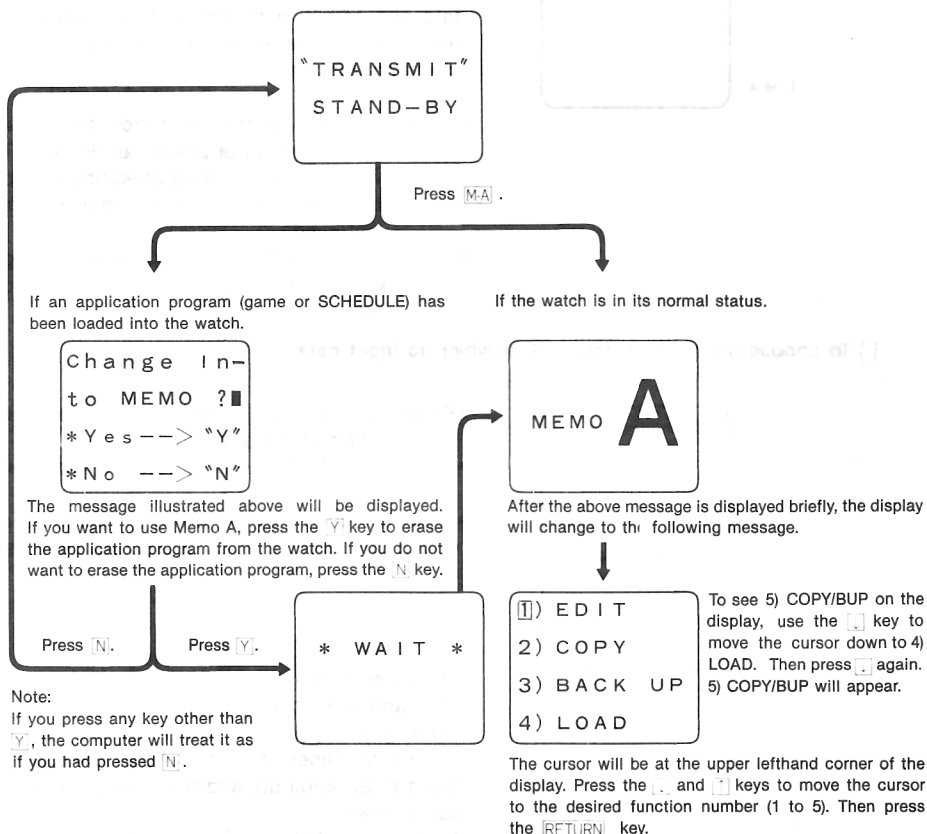 "TRANSMIT"
STAND–BY
Press M-A .
If an application program (game or SCHEDULE) has
been loaded into the watch.
If the watch is in its normal status.
Change In–
to MEMO ?
*Yes --> "Y"
*No --> "N"
The message illustrated above will be displayed.
If you want to use Memo A, press the Y key to erase
the application program from the watch. If you do not
want to erase the application program, press the N key.
MEMO A
After the above message is displayed briefly, the display
will change to the following message.
Press N.
Press Y.
* WAIT *
1) EDIT
2) COPY
3) BACK UP
4) LOAD
To see 5) COPY/BUP on the
display, use the key to
move the cursor down to 4)
LOAD. Then press again.
5) COPY/BUP will appear.
Note:
If you press any key other than
Y, the computer will treat it as
if you had pressed N.
The cursor will be at the upper lefthand corner of the
display. Press the and keys to move the cursor
to the desired function number (1 to 5). Then press
the RETURN key.